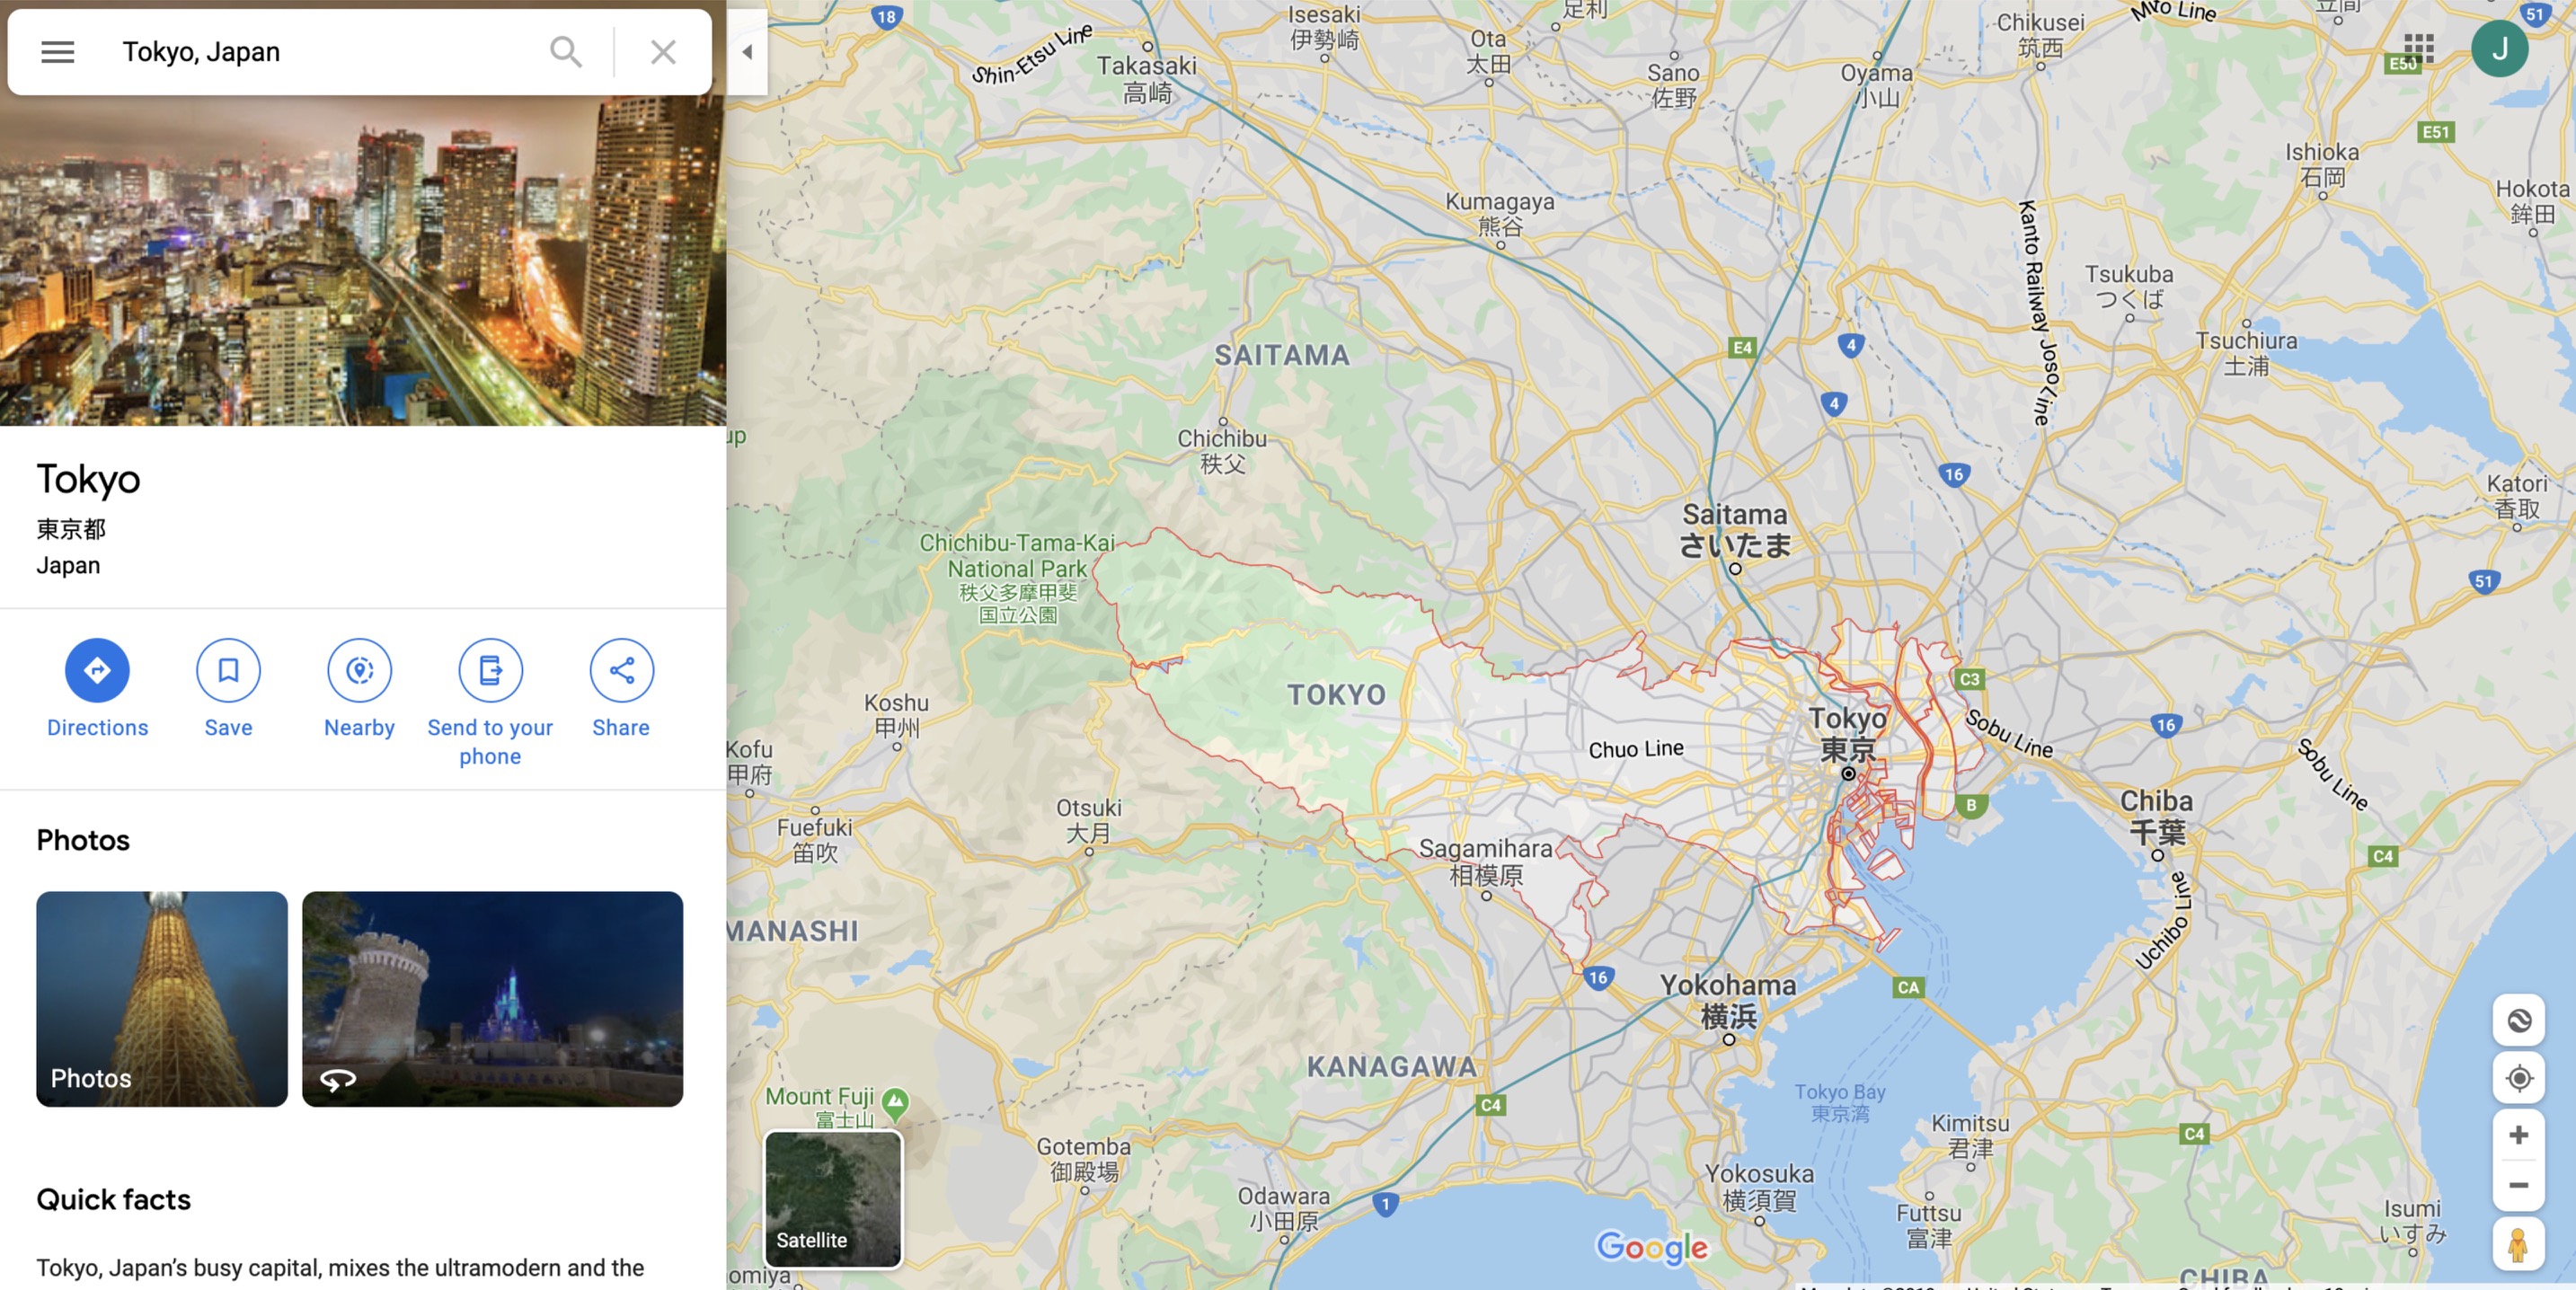 Tokyo, Japan
Tokyo
東京都
Japan
Directions
Save
Nearby
Send to your
phone
Share
Photos
Photos
Quick facts
Tokyo, Japan’s busy capital, mixes the ultramodern and the
18
Shin-Etsu Line
Takasaki
高崎
Isesaki
伊勢崎
足利
Ota
太田
Sano
佐野
Oyama
小山
Chikusei
筑西
Mito Line
51
E50
J
E51
Ishioka
石岡
Hokota
鉾田
Kumagaya
熊谷
Kanto Railway Joso Line
Tsukuba
つくば
Tsuchiura
土浦
SAITAMA
E4
4
4
Chichibu
秩父
16
Katori
香取
Saitama
さいたま
Chichibu-Tama-Kai
National Park
秩父多摩甲斐
国立公園
51
TOKYO
C3
Koshu
甲州
Tokyo
東京
Chuo Line
Sobu Line
16
Sobu Line
Kofu
甲府
B
Chiba
千葉
Otsuki
大月
Fuefuki
笛吹
Sagamihara
相模原
C4
Uchibo Line
MANASHI
16
Yokohama
横浜
CA
KANAGAWA
Mount Fuji
富士山
C4
Tokyo Bay
東京湾
Kimitsu
君津
C4
Gotemba
御殿場
Yokosuka
横須賀
Odawara
小田原
1
Futtsu
富津
Isumi
いすみ
Satellite
Google
omiya
CHIBA